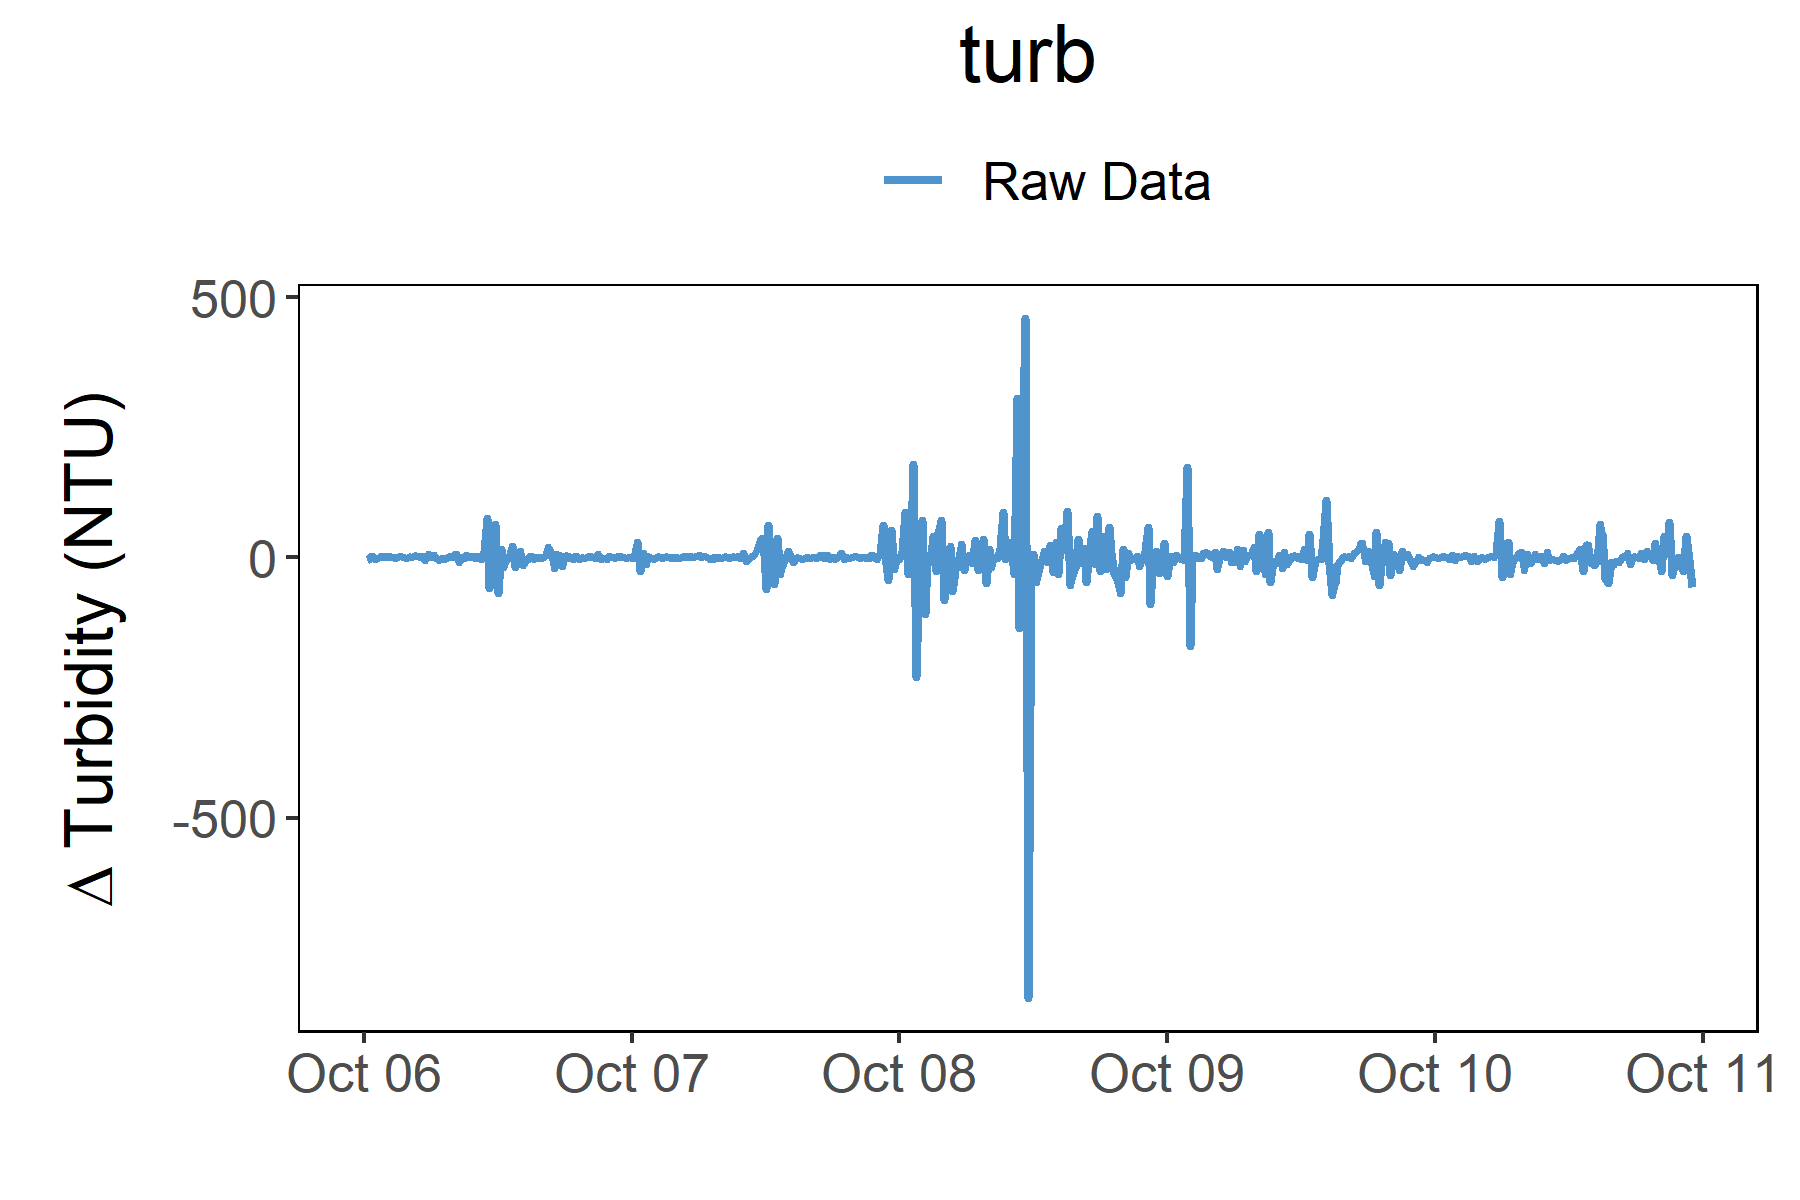 turb
Raw Data
Δ Turbidity (NTU)
500
0
-500
Oct 06
Oct 07
Oct 08
Oct 09
Oct 10
Oct 11